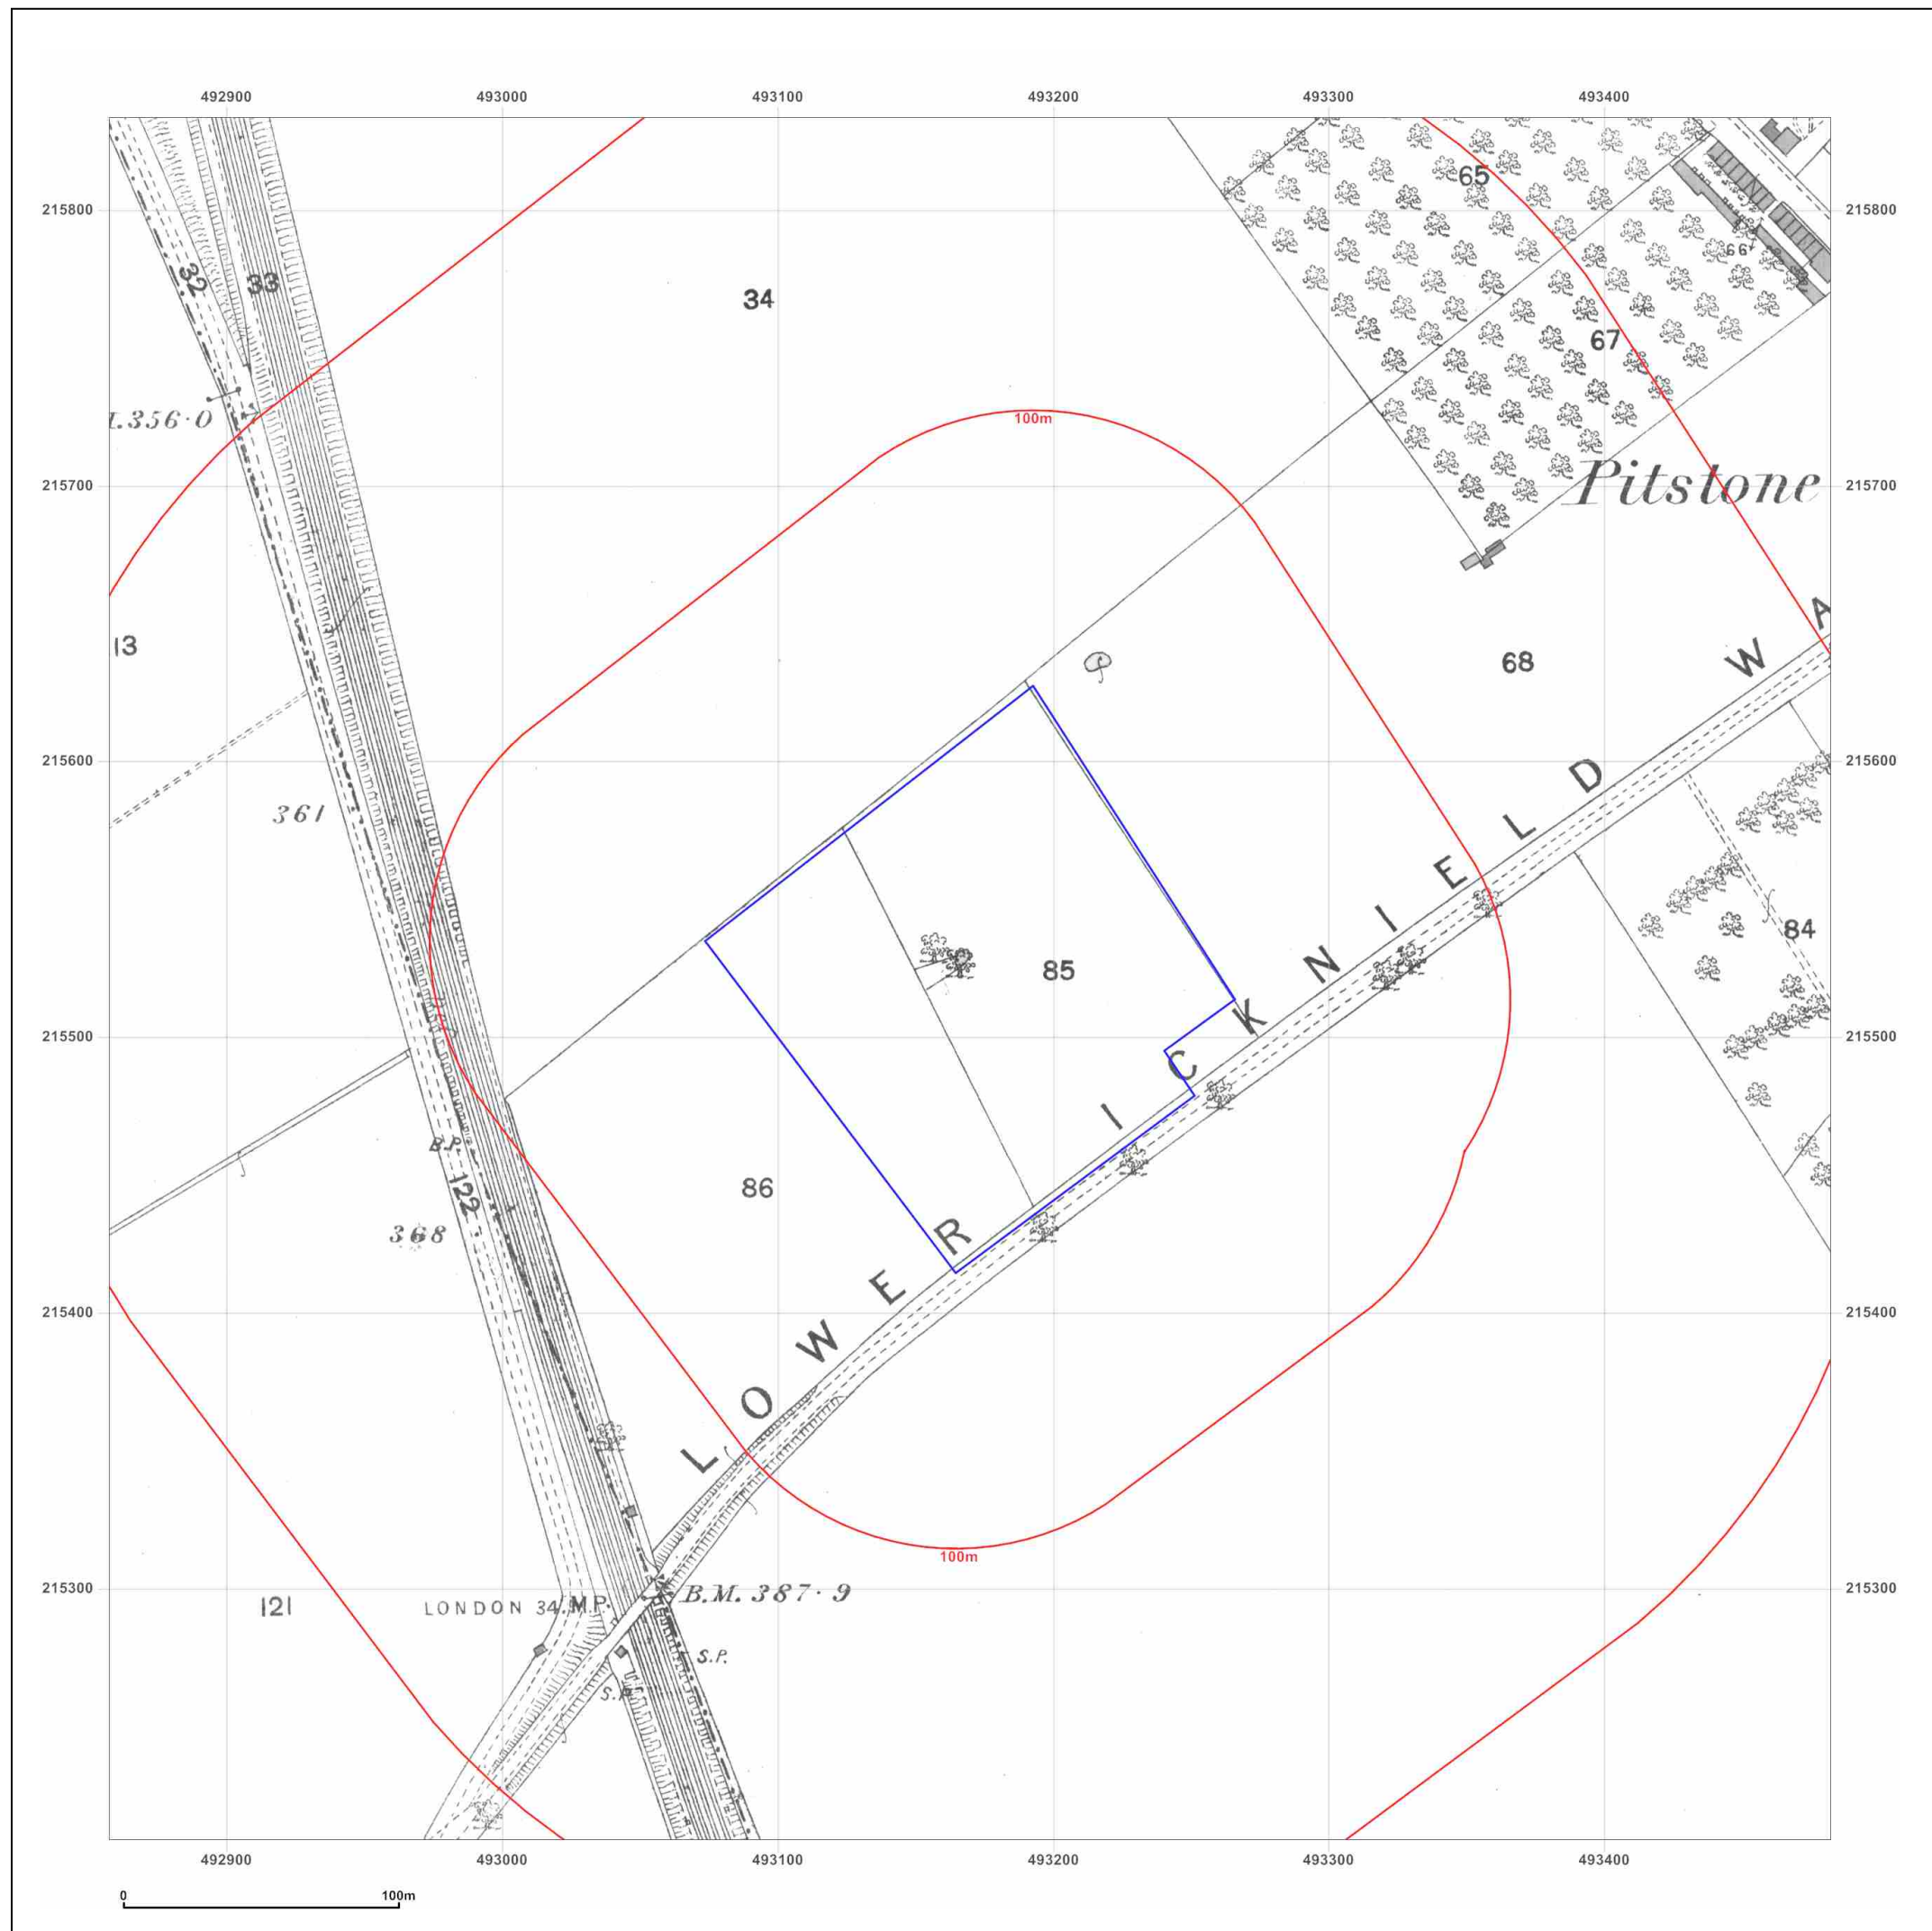 492900 493000 493100 493200 493300 493400
215800 215800
65
32
33
34
67
69
356·0
100m
215700 215700
Pitstone
13
A
W
68
215600 215600
361
D
L
E
I
N
84
85
K
215500 215500
C
I
B.P.
122
86
368
R
E
W
O
L
215400 215400
100m
215300 215300
B.M. 387·9
121
LONDON 34.M.P.
S.P.
S.P.
492900 493000 493100 493200 493300 493400
0 100m